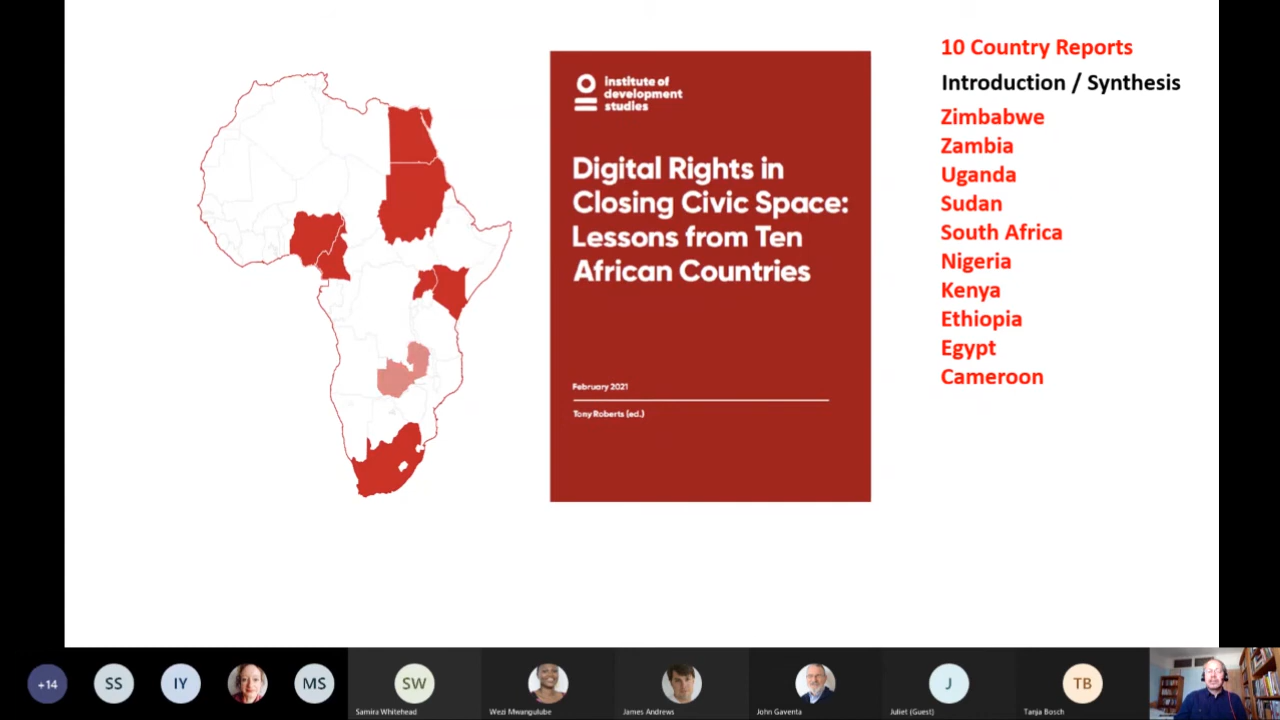 institute of
development
studies
Digital Rights in
Closing Civic Space:
Lessons from Ten
African Countries
February 2021
Tony Roberts (ed.)
10 Country Reports
Introduction / Synthesis
Zimbabwe
Zambia
Uganda
Sudan
South Africa
Nigeria
Kenya
Ethiopia
Egypt
Cameroon
+14
SS
IY
MS
SW
Samira Whitehead
Wezi Mwangulube
James Andrews
John Gaventa
J
Juliet (Guest)
TB
Tanja Bosch